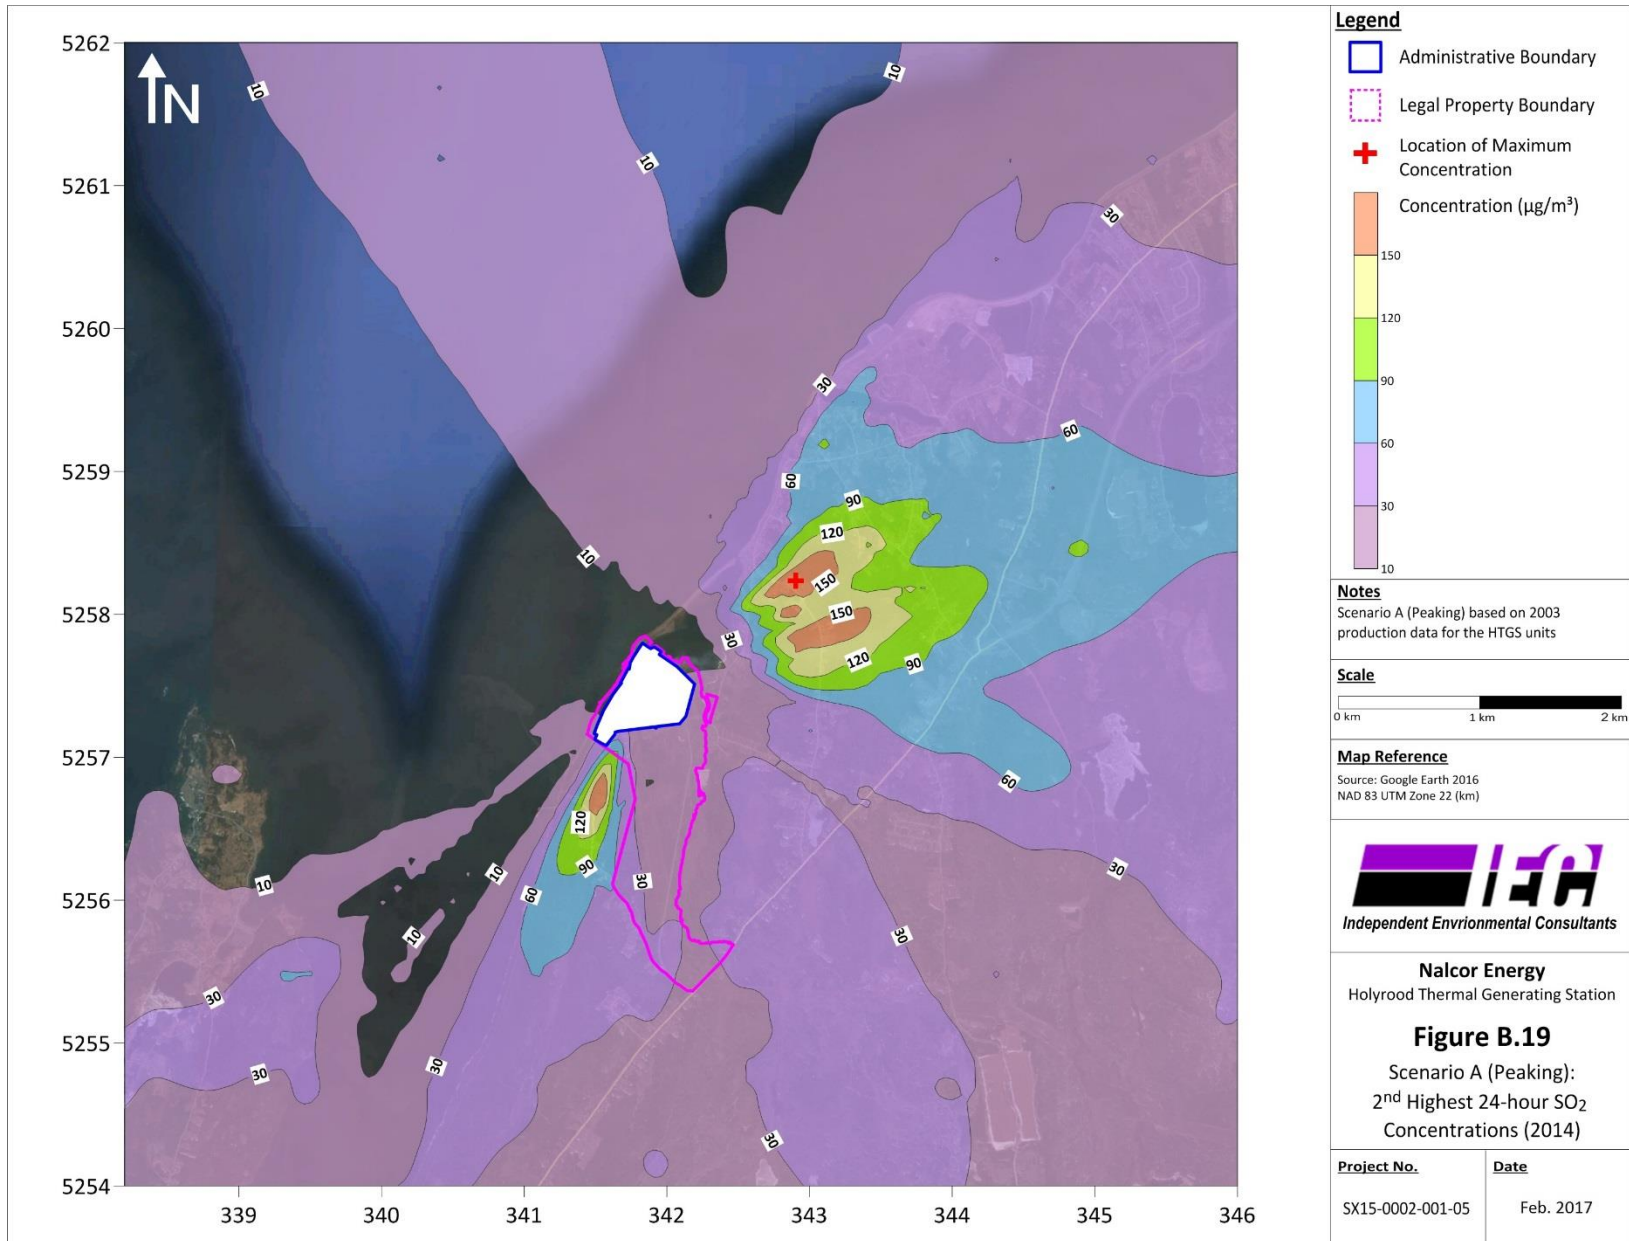 5262
5261
5260
5259
5258
5257
5256
5255
5254
339
340
341
342
343
344
345
346
N
10
10
10
10
30
30
60
60
90
120
150
150
120
90
30
10
60
30
30
120
90
60
30
10
10
10
30
30
30
30
Legend
Administrative Boundary
Legal Property Boundary
Location of Maximum
Concentration
Concentration (µg/m³)
150
120
90
60
30
10
Notes
Scenario A (Peaking) based on 2003
production data for the HTGS units
Scale
0 km 1 km 2 km
Map Reference
Source: Google Earth 2016
NAD 83 UTM Zone 22 (km)
IEC
Independent Envrionmental Consultants
Nalcor Energy
Holyrood Thermal Generating Station
Figure B.19
Scenario A (Peaking):
2nd Highest 24-hour SO2
Concentrations (2014)
Project No.
SX15-0002-001-05
Date
Feb. 2017